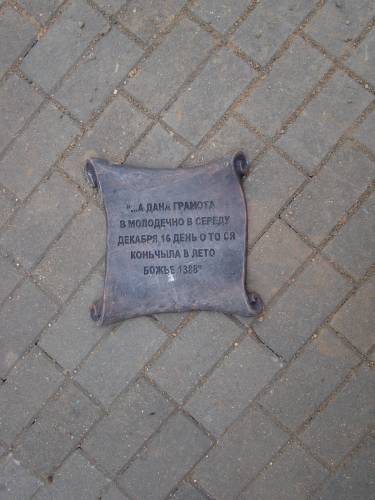 "...А ДАНА ГРАМОТА
В МОЛОДЕЧНО В СЕРЕДУ
ДЕКАБРЯ 16 ДЕНЬ О ТО СЯ
КОНЬЧЫЛА В ЛЕТО
БОЖЬЕ 1388"